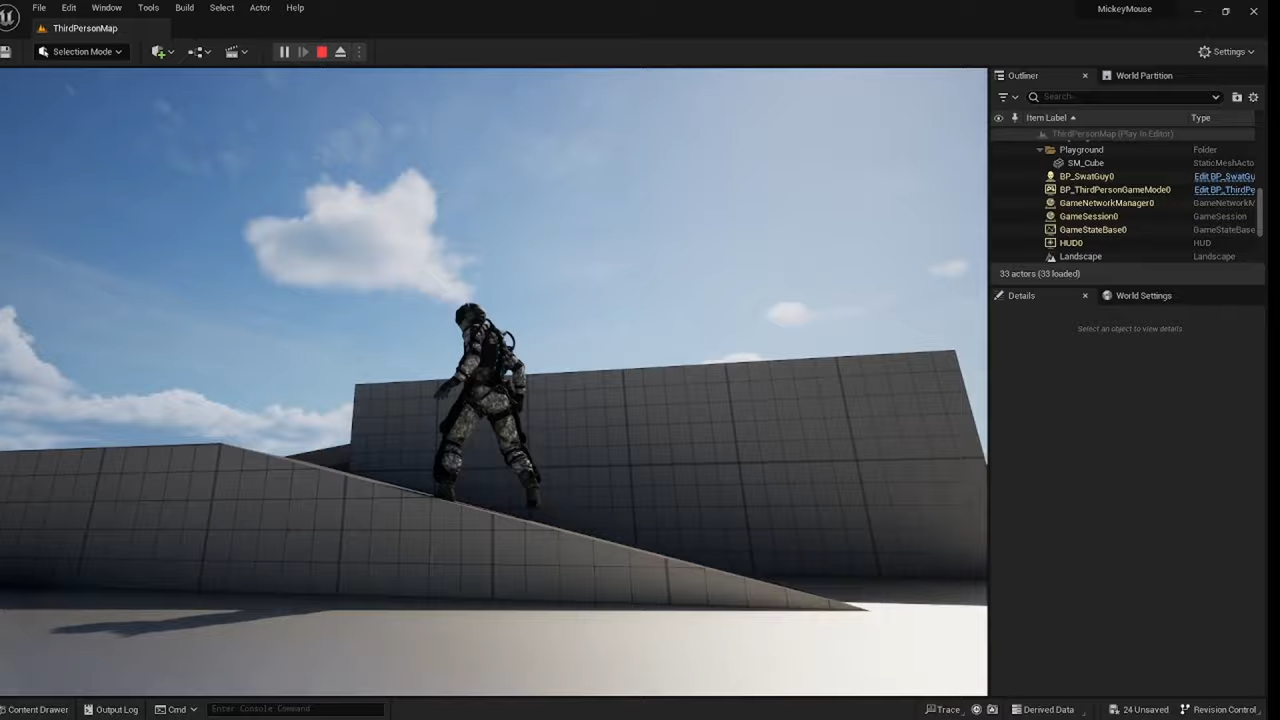 File Edit Window Tools Build Select Actor Help MickeyMouse
ThirdPersonMap
Selection Mode Settings
Outliner World Partition
Search...
Item Label Type
ThirdPersonMap (Play In Editor)
Playground Folder
SM_Cube StaticMeshActo
BP_SwatGuy0 Edit BP_SwatGu
BP_ThirdPersonGameMode0 Edit BP_ThirdPe
GameNetworkManager0 GameNetworkM
GameSession0 GameSession
GameStateBase0 GameStateBase
HUD0 HUD
Landscape Landscape
33 actors (33 loaded)
Details World Settings
Select an object to view details
Content Drawer Output Log Cmd Enter Console Command Trace Derived Data 24 Unsaved Revision Control